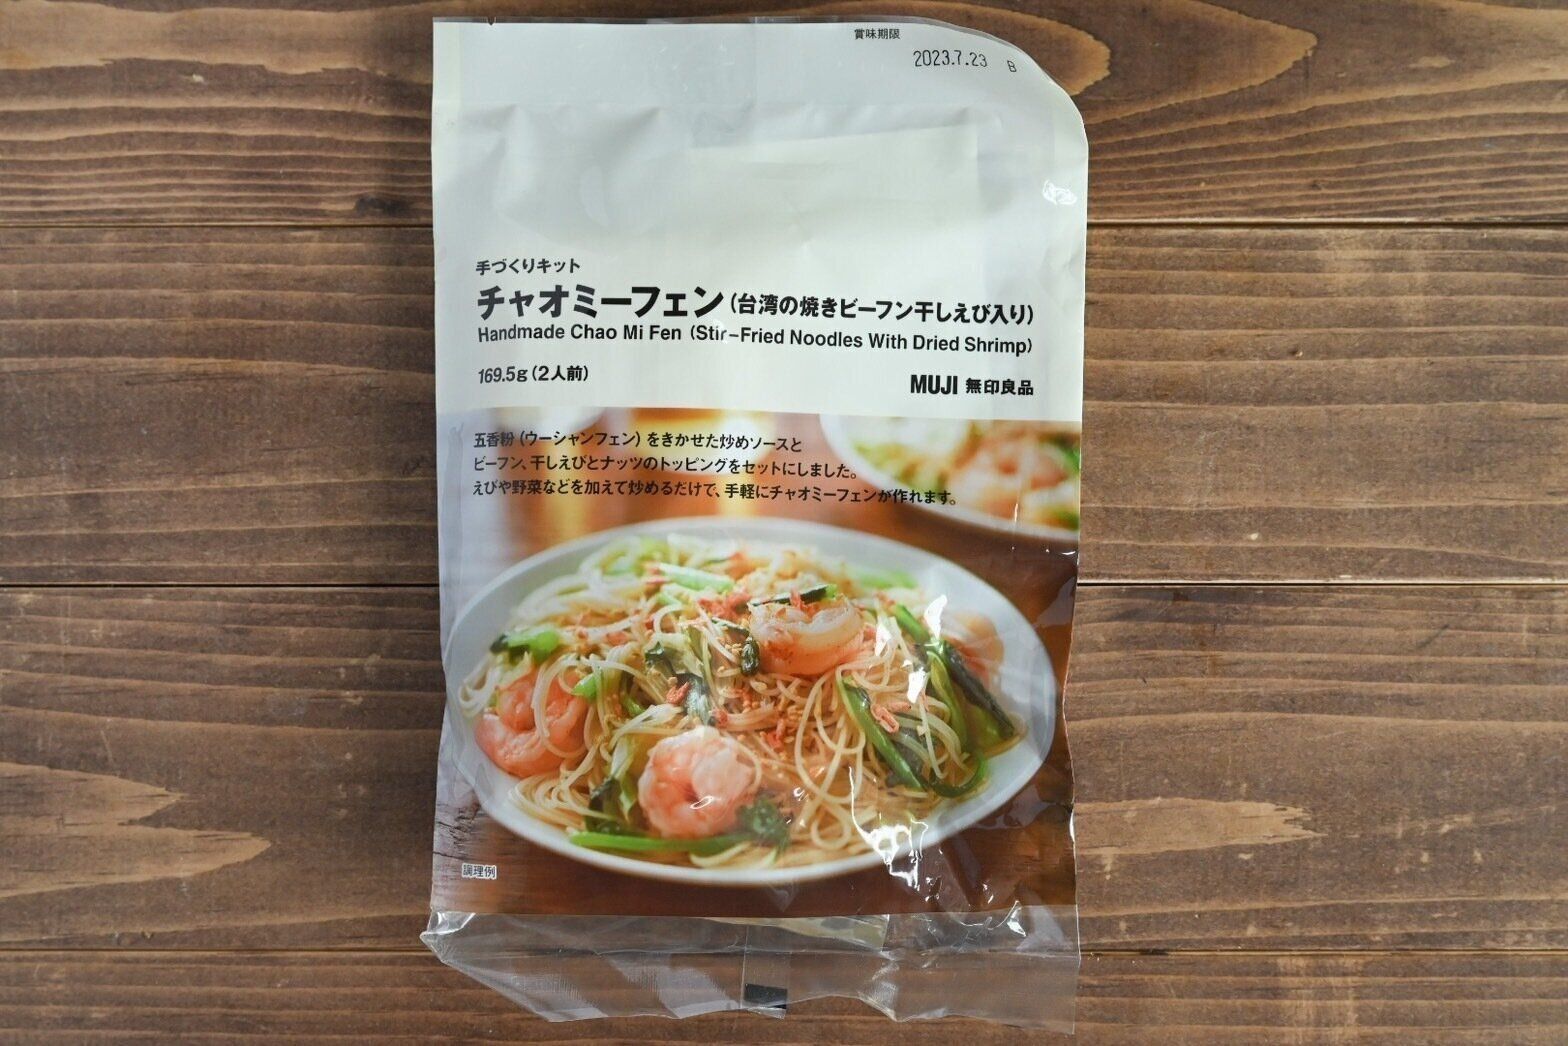 賞味期限
2023.7.23 B
手づくりキット
チャオミーフェン(台湾の焼きビーフン干しえび入り)
Handmade Chao Mi Fen (Stir-Fried Noodles With Dried Shrimp)
169.5g(2人前)
MUJI 無印良品
五香粉(ウーシャンフェン)をきかせた炒めソースと
ビーフン、干しえびとナッツのトッピングをセットにしました。
えびや野菜などを加えて炒めるだけで、手軽にチャオミーフェンが作れます。
調理例